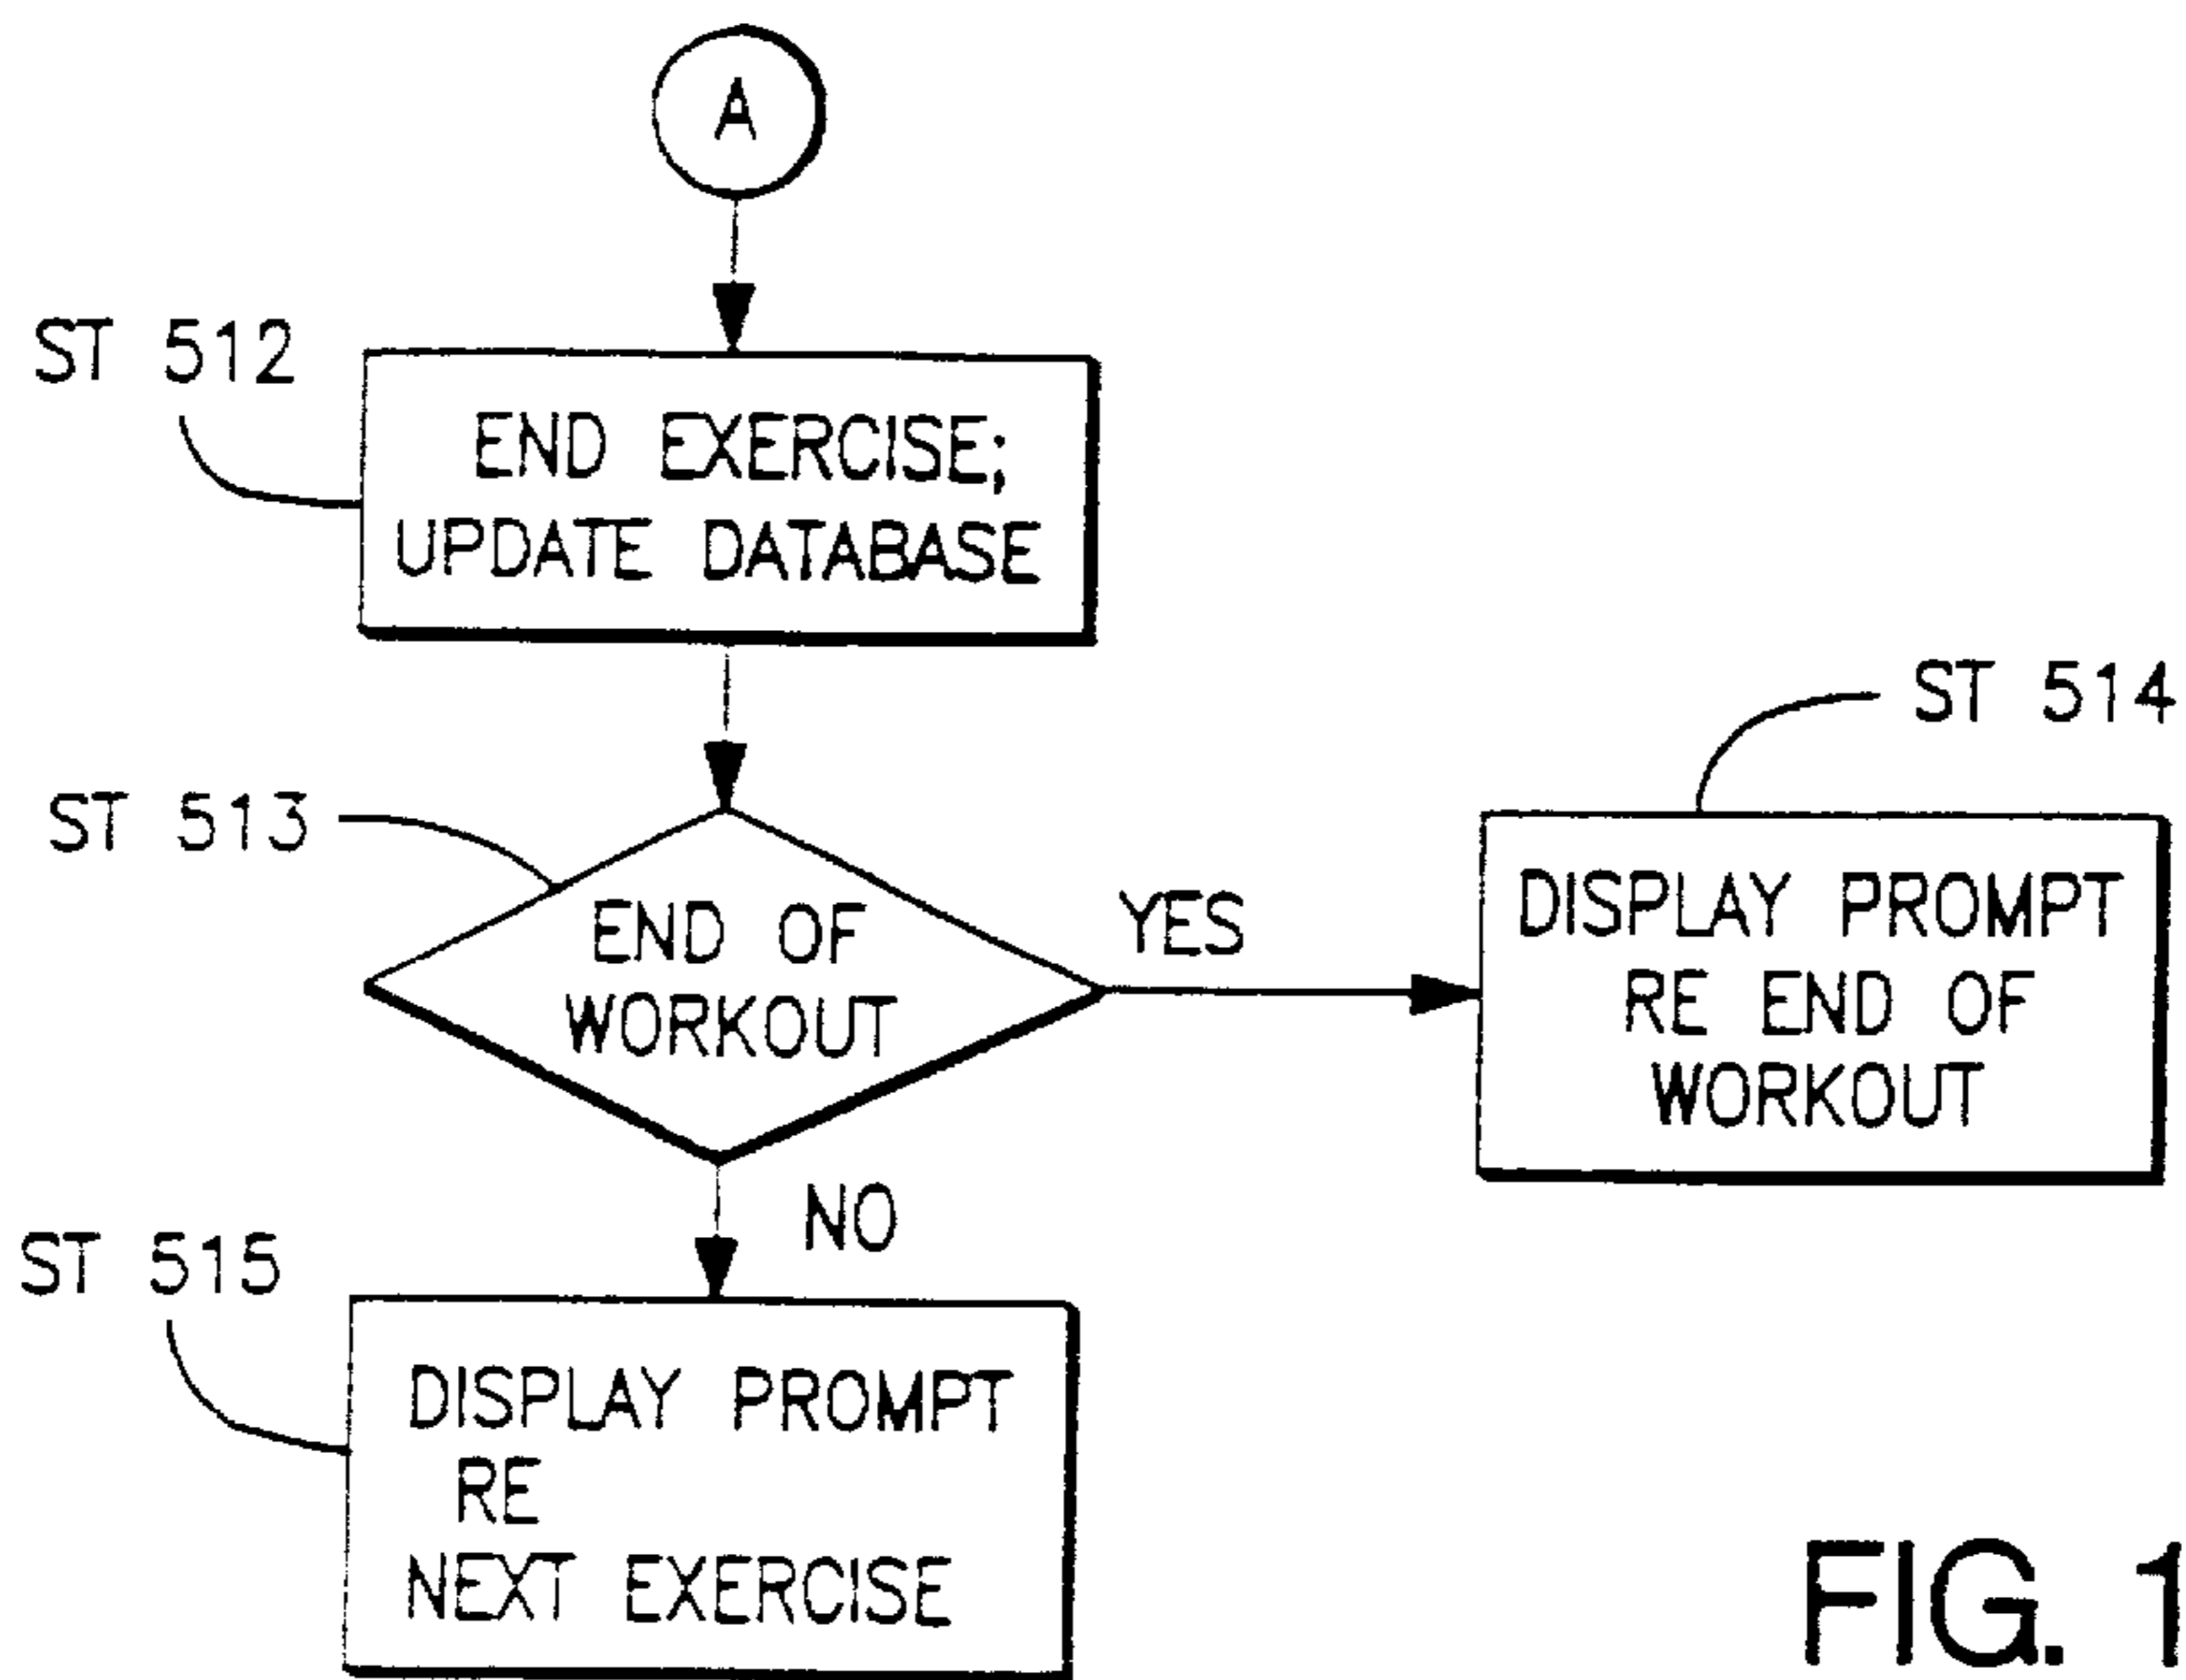 A
ST 512
END EXERCISE;
UPDATE DATABASE
ST 513
END OF
WORKOUT
YES
ST 514
DISPLAY PROMPT
RE END OF
WORKOUT
NO
ST 515
DISPLAY PROMPT
RE
NEXT EXERCISE
FIG. 1